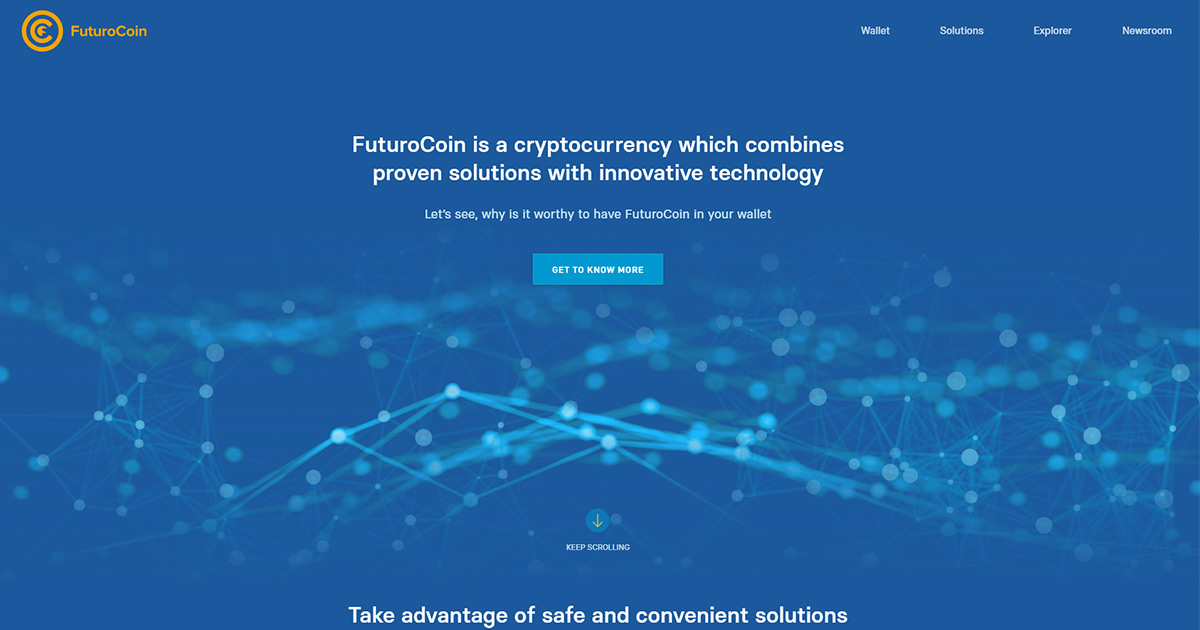 FuturoCoin
Wallet
Solutions
Explorer
Newsroom
FuturoCoin is a cryptocurrency which combines
proven solutions with innovative technology
Let's see, why is it worthy to have FuturoCoin in your wallet
GET TO KNOW MORE
KEEP SCROLLING
Take advantage of safe and convenient solutions